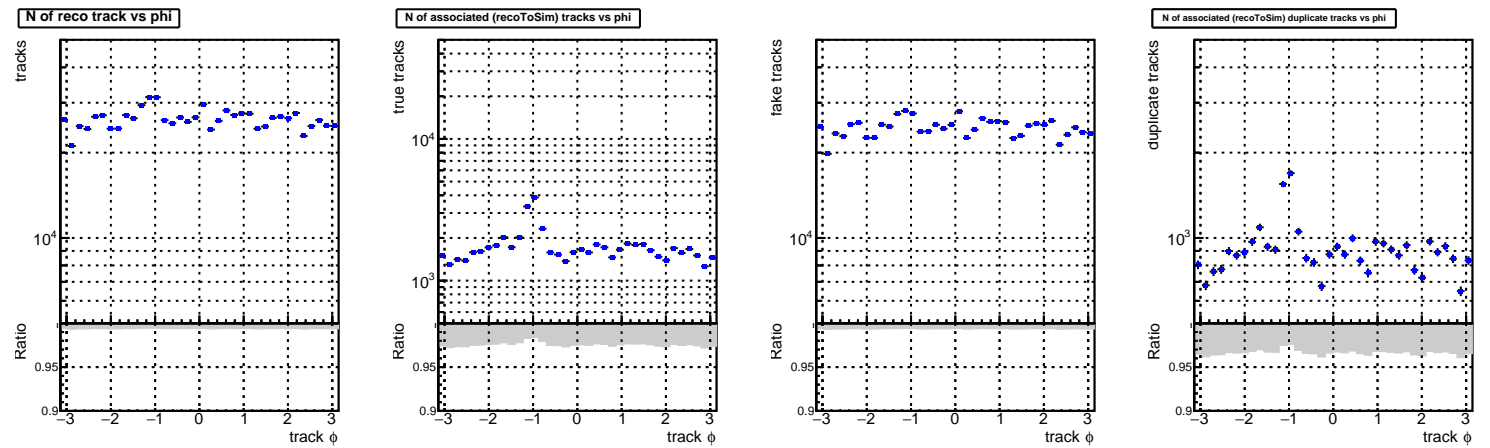 N of reco track vs phi
tracks
10⁴
Ratio
1
0.95
0.9
−3 −2 −1 0 1 2 3
track ϕ
N of associated (recoToSim) tracks vs phi
true tracks
10⁴
10³
Ratio
1
0.95
0.9
−3 −2 −1 0 1 2 3
track ϕ
fake tracks
10⁴
Ratio
1
0.95
0.9
−3 −2 −1 0 1 2 3
track ϕ
N of associated (recoToSim) duplicate tracks vs phi
duplicate tracks
10³
Ratio
1
0.95
0.9
−3 −2 −1 0 1 2 3
track ϕ